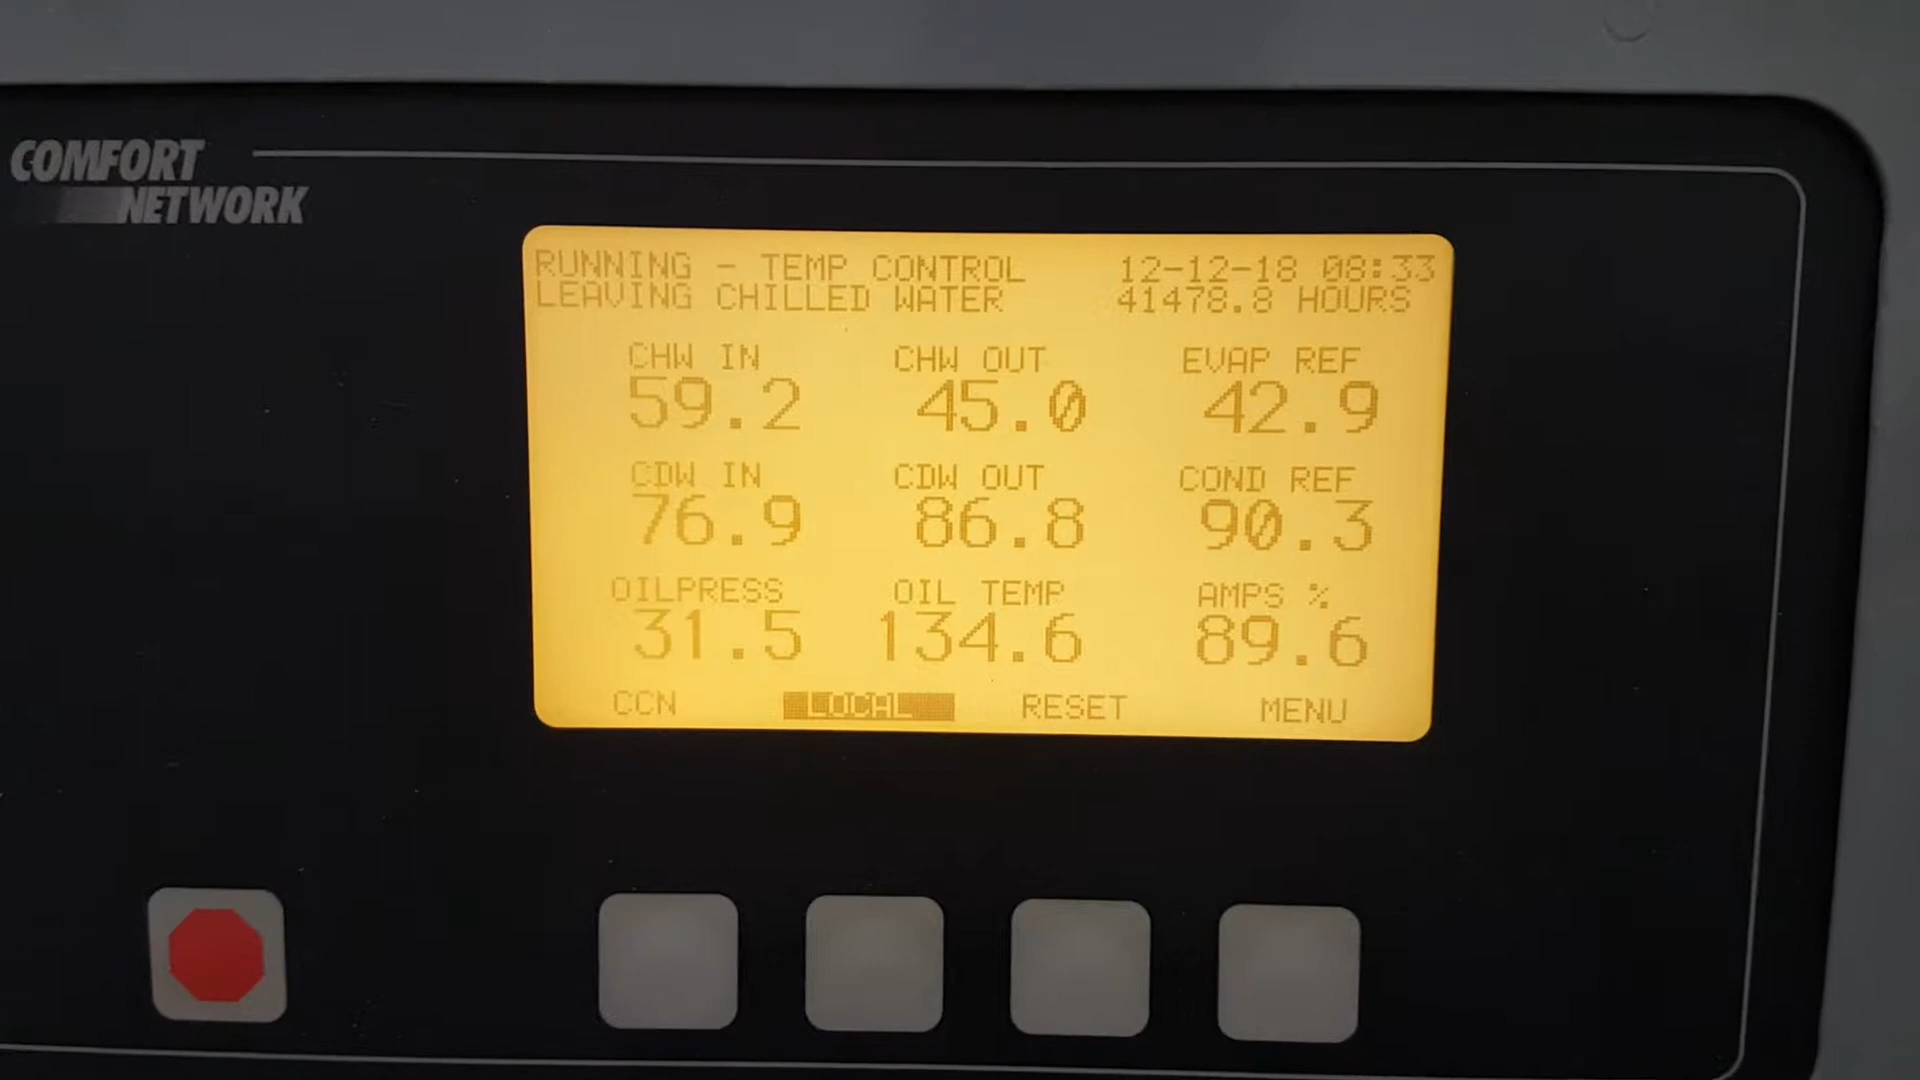 COMFORT
NETWORK
RUNNING - TEMP CONTROL 12-12-18 08:33
LEAVING CHILLED WATER 41478.8 HOURS
CHW IN CHW OUT EVAP REF
59.2 45.0 42.9
CDW IN CDW OUT COND REF
76.9 86.8 90.3
OILPRESS OIL TEMP AMPS %
31.5 134.6 89.6
CCN LOCAL RESET MENU